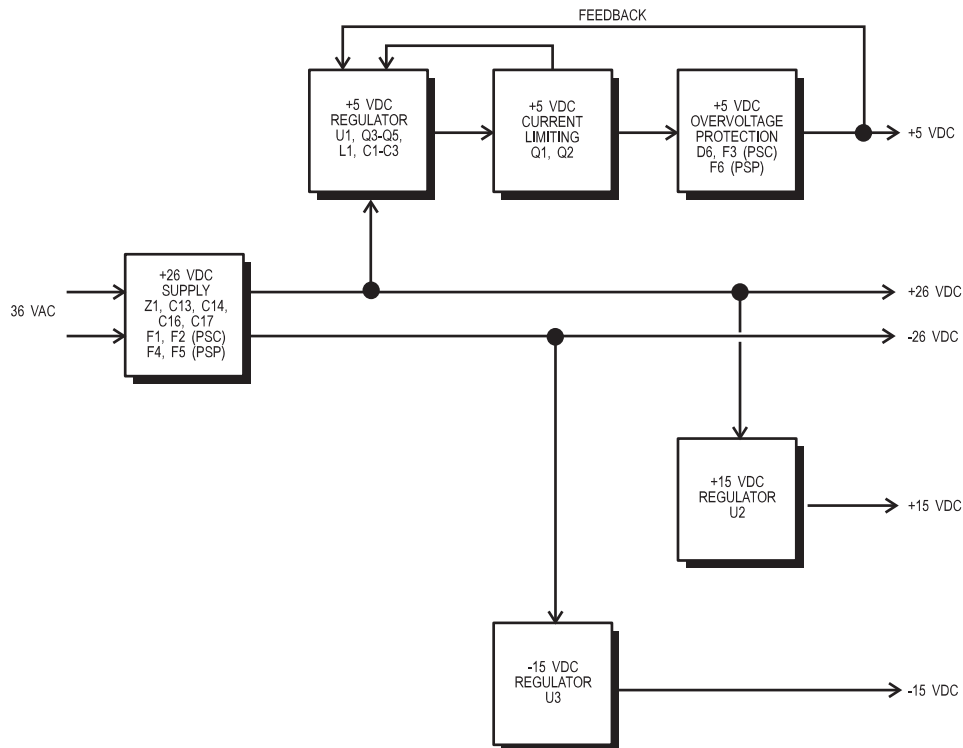 FEEDBACK
+5 VDC
REGULATOR
U1, Q3-Q5,
L1, C1-C3
+5 VDC
CURRENT
LIMITING
Q1, Q2
+5 VDC
OVERVOLTAGE
PROTECTION
D6, F3 (PSC)
F6 (PSP)
+5 VDC
36 VAC
+26 VDC
SUPPLY
Z1, C13, C14,
C16, C17
F1, F2 (PSC)
F4, F5 (PSP)
+26 VDC
-26 VDC
+15 VDC
REGULATOR
U2
+15 VDC
-15 VDC
REGULATOR
U3
-15 VDC